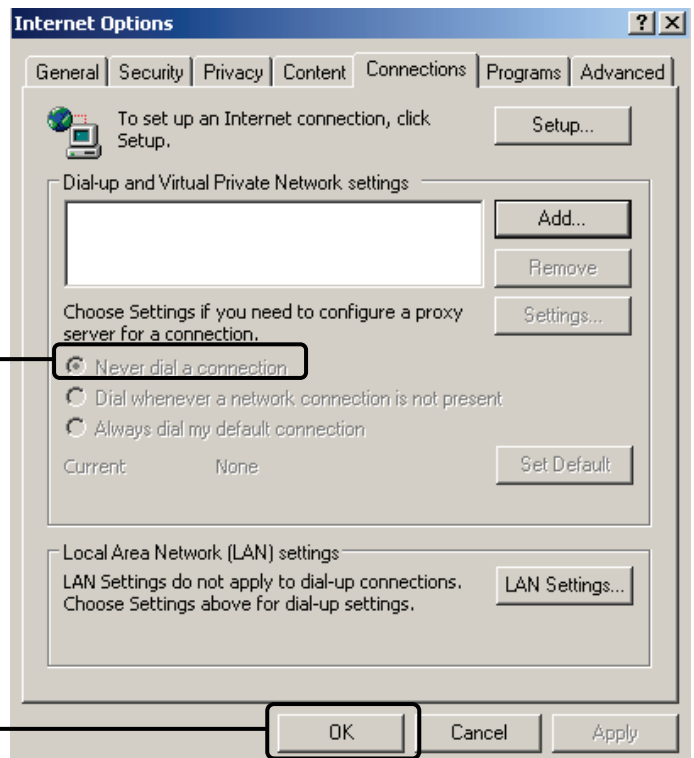 Internet Options
General Security Privacy Content Connections Programs Advanced
To set up an Internet connection, click
Setup.
Setup...
Dial-up and Virtual Private Network settings
Add...
Remove
Choose Settings if you need to configure a proxy
server for a connection.
Settings...
Never dial a connection
Dial whenever a network connection is not present
Always dial my default connection
Current None Set Default
Local Area Network (LAN) settings
LAN Settings do not apply to dial-up connections.
Choose Settings above for dial-up settings.
LAN Settings...
OK Cancel Apply